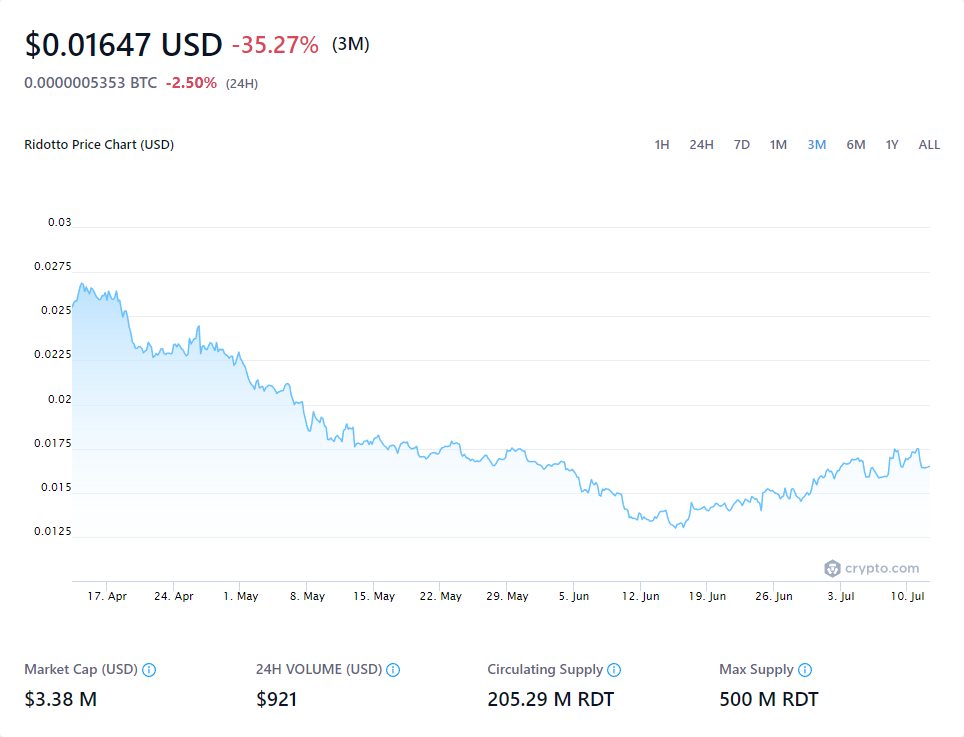 $0.01647 USD -35.27% (3M)
0.0000005353 BTC -2.50% (24H)
Ridotto Price Chart (USD) 1H 24H 7D 1M 3M 6M 1Y ALL
0.03
0.0275
0.025
0.0225
0.02
0.0175
0.015
0.0125
crypto.com
17. Apr 24. Apr 1. May 8. May 15. May 22. May 29. May 5. Jun 12. Jun 19. Jun 26. Jun 3. Jul 10. Jul
Market Cap (USD) 24H VOLUME (USD) Circulating Supply Max Supply
$3.38 M $921 205.29 M RDT 500 M RDT